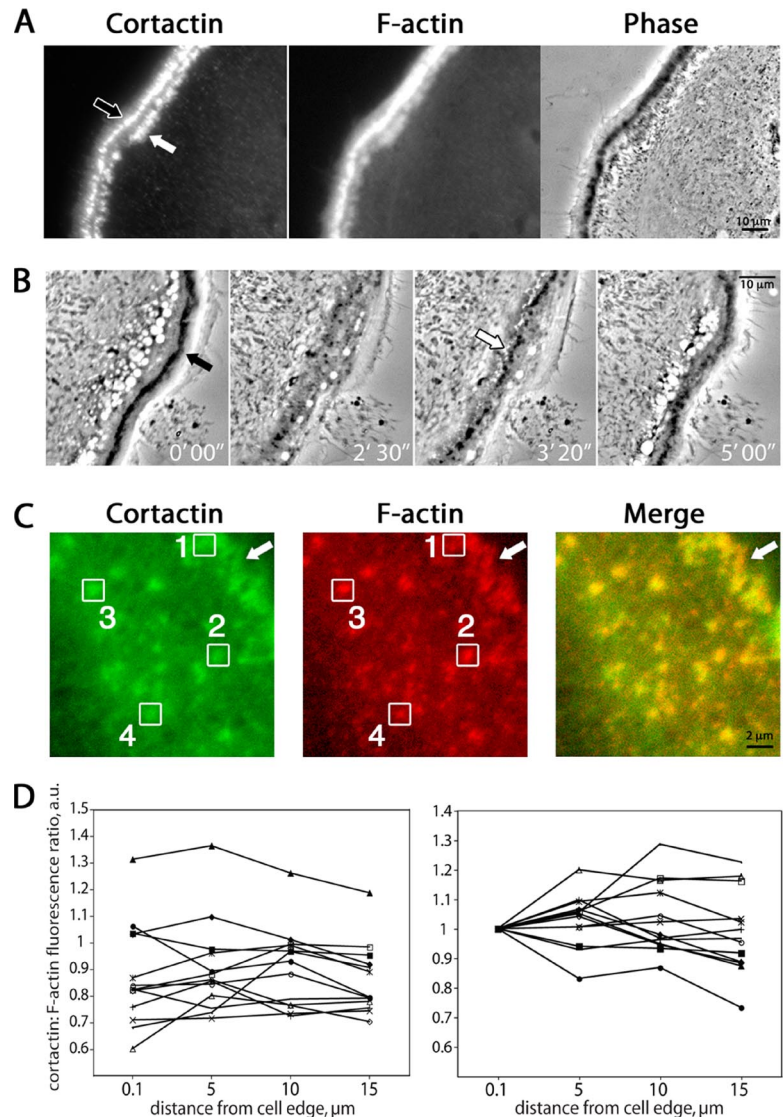 A
Cortactin F-actin Phase
10 µm
B
10 µm
0' 00" 2' 30" 3' 20" 5' 00"
C
Cortactin F-actin Merge
1 1
3 3
2 2
4 4
2 µm
D
cortactin: F-actin fluorescence ratio, a.u.
1.5 1.4
1.4 1.3
1.3 1.2
1.2 1.1
1.1 1
1 0.9
0.9 0.8
0.8 0.7
0.7 0.6
0.6
0.1 5 10 15 0.1 5 10 15
distance from cell edge, µm distance from cell edge, µm